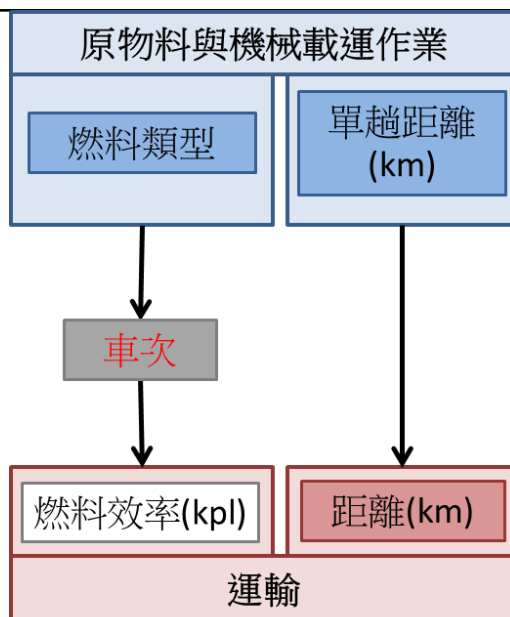 原物料與機械載運作業
燃料類型
單趟距離
(km)
車次
燃料效率(kpl)
距離(km)
運輸